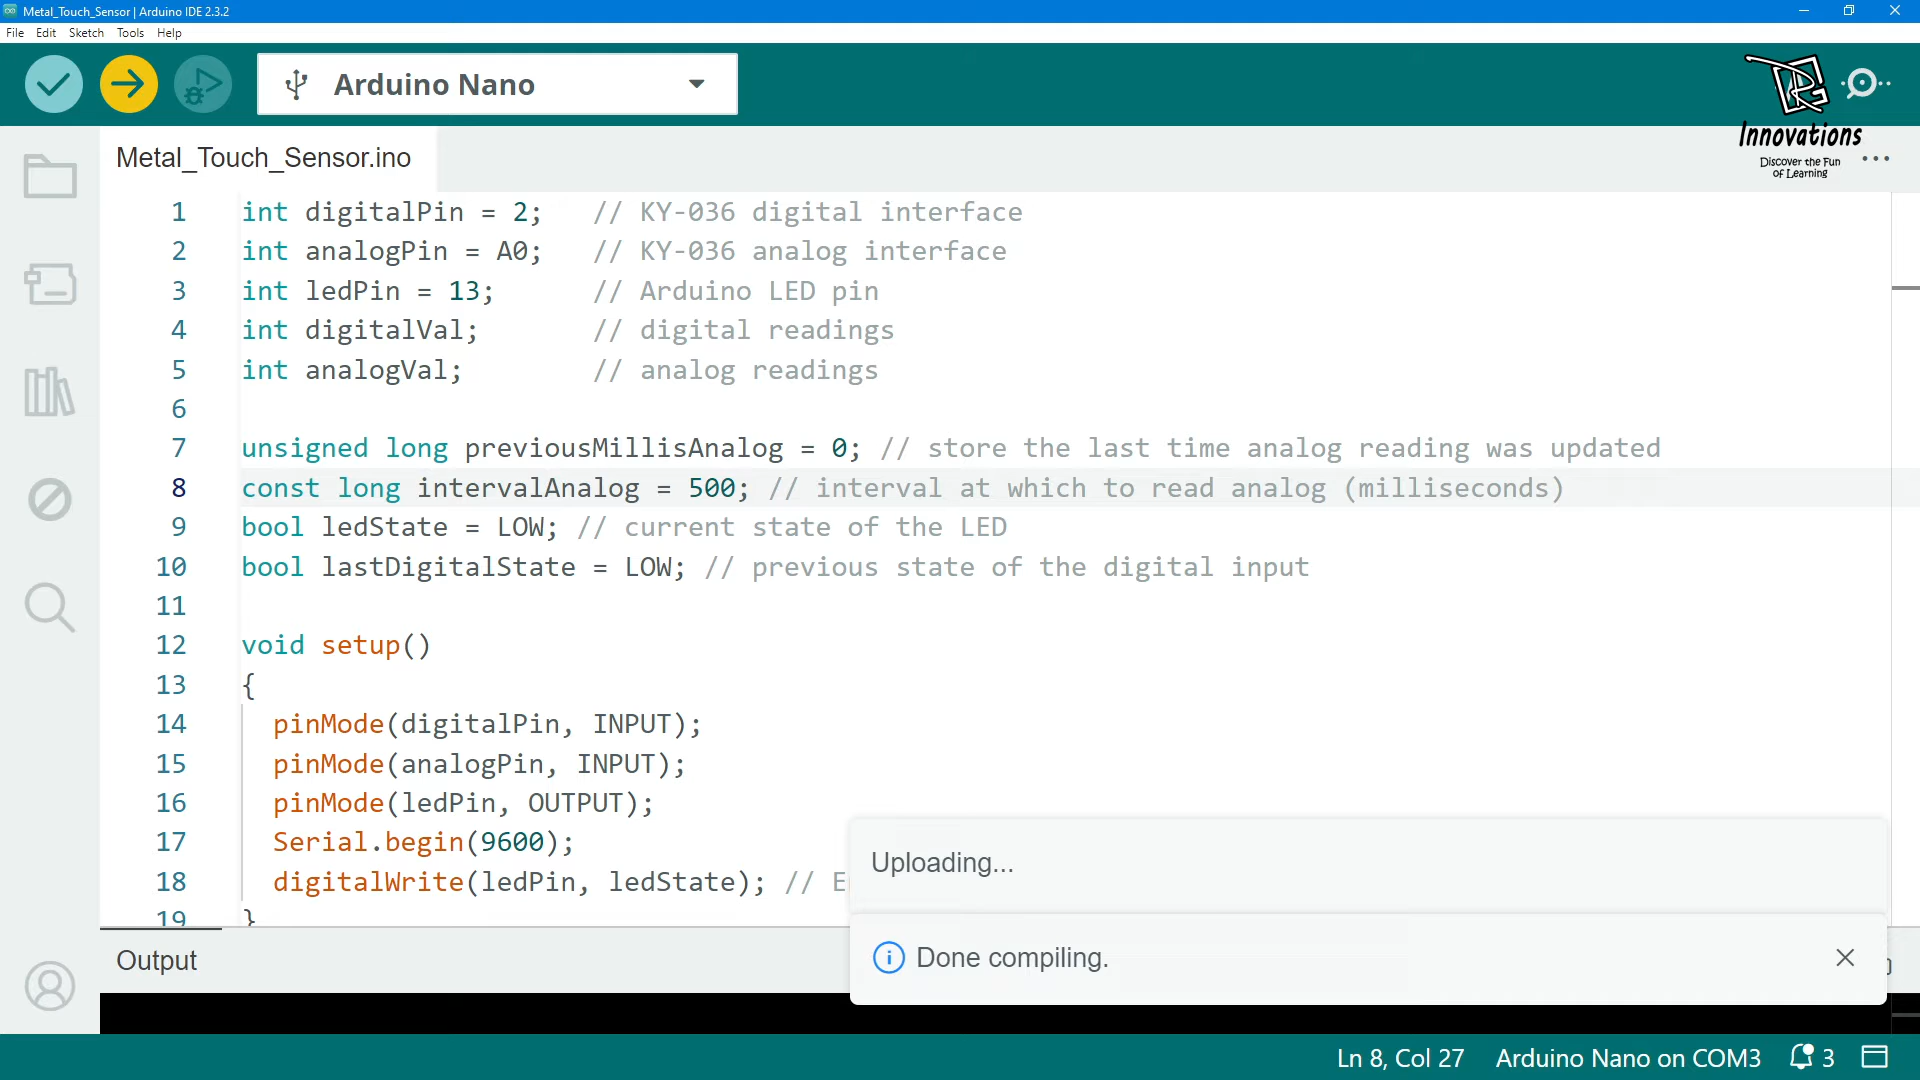 Metal_Touch_Sensor | Arduino IDE 2.3.2
File Edit Sketch Tools Help
Arduino Nano
Innovations
Discover the Fun
of Learning
Metal_Touch_Sensor.ino
1 int digitalPin = 2; // KY-036 digital interface
2 int analogPin = A0; // KY-036 analog interface
3 int ledPin = 13; // Arduino LED pin
4 int digitalVal; // digital readings
5 int analogVal; // analog readings
6
7 unsigned long previousMillisAnalog = 0; // store the last time analog reading was updated
8 const long intervalAnalog = 500; // interval at which to read analog (milliseconds)
9 bool ledState = LOW; // current state of the LED
10 bool lastDigitalState = LOW; // previous state of the digital input
11
12 void setup()
13 {
14 pinMode(digitalPin, INPUT);
15 pinMode(analogPin, INPUT);
16 pinMode(ledPin, OUTPUT);
17 Serial.begin(9600);
18 digitalWrite(ledPin, ledState); // E
19 }
Uploading...
Output
Done compiling.
Ln 8, Col 27 Arduino Nano on COM3 3